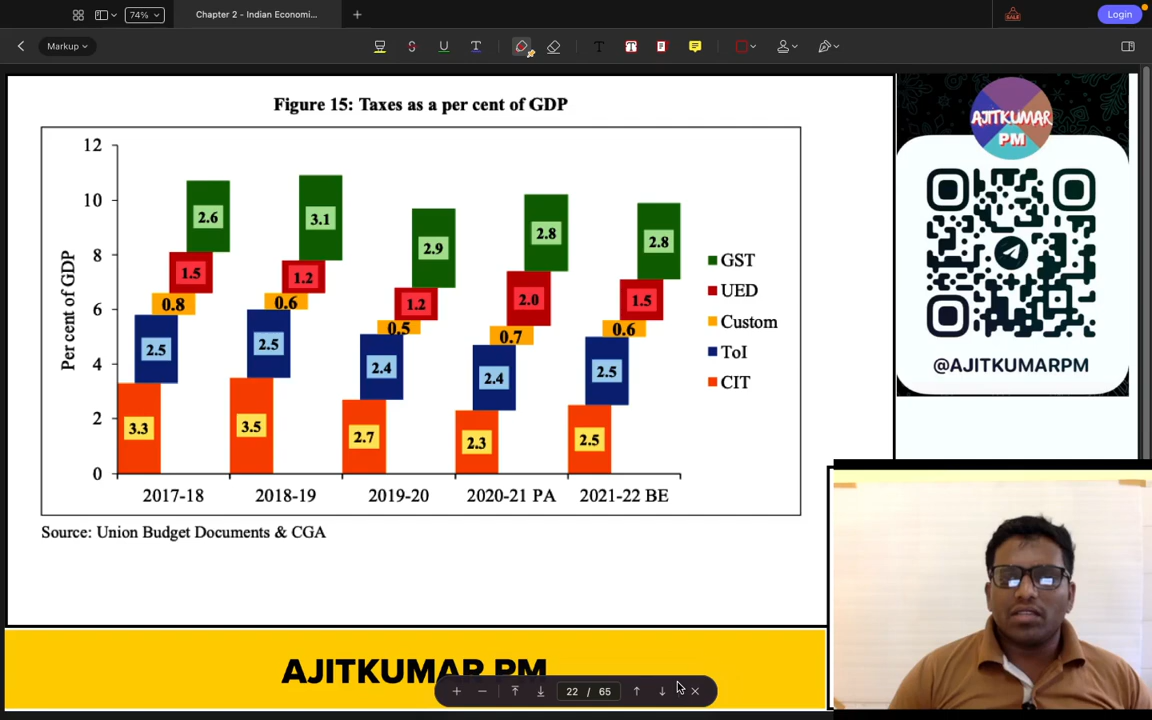 74%
Chapter 2 - Indian Economi...
SALE
Login
Markup
Figure 15: Taxes as a per cent of GDP
12
10
8
6
4
2
0
Per cent of GDP
2.6
1.5
0.8
2.5
3.3
3.1
1.2
0.6
2.5
3.5
2.9
1.2
0.5
2.4
2.7
2.8
2.0
0.7
2.4
2.3
2.8
1.5
0.6
2.5
2.5
2017-18
2018-19
2019-20
2020-21 PA
2021-22 BE
GST
UED
Custom
ToI
CIT
Source: Union Budget Documents & CGA
AJITKUMAR
PM
@AJITKUMARPM
AJITKUMAR PM
22 / 65